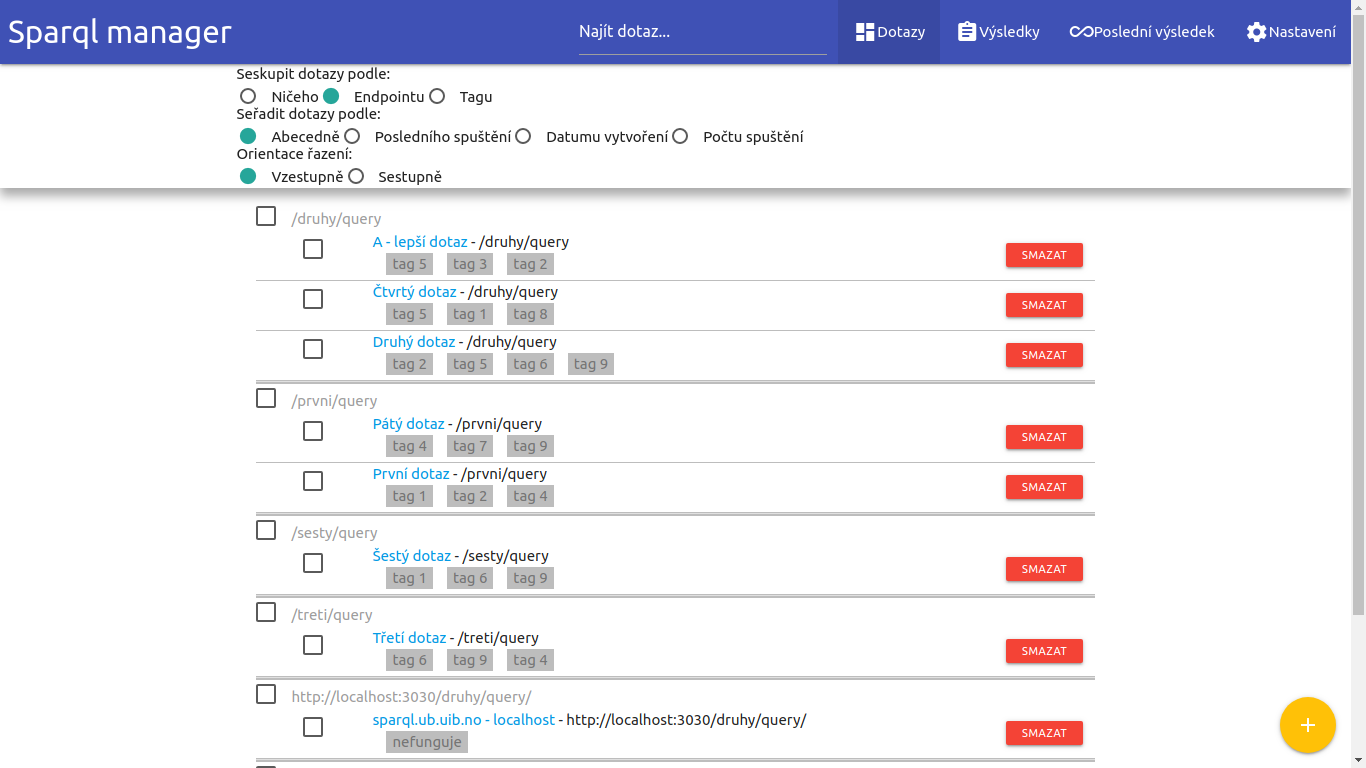 Sparql manager Najít dotaz... Dotazy Výsledky Poslední výsledek Nastavení
Seskupit dotazy podle:
Ničeho Endpointu Tagu
Seřadit dotazy podle:
Abecedně Posledního spuštění Datumu vytvoření Počtu spuštění
Orientace řazení:
Vzestupně Sestupně
/druhy/query
A - lepší dotaz - /druhy/query
tag 5 tag 3 tag 2
SMAZAT
Čtvrtý dotaz - /druhy/query
tag 5 tag 1 tag 8
SMAZAT
Druhý dotaz - /druhy/query
tag 2 tag 5 tag 6 tag 9
SMAZAT
/prvni/query
Pátý dotaz - /prvni/query
tag 4 tag 7 tag 9
SMAZAT
První dotaz - /prvni/query
tag 1 tag 2 tag 4
SMAZAT
/sesty/query
Šestý dotaz - /sesty/query
tag 1 tag 6 tag 9
SMAZAT
/treti/query
Třetí dotaz - /treti/query
tag 6 tag 9 tag 4
SMAZAT
http://localhost:3030/druhy/query/
sparql.ub.uib.no - localhost - http://localhost:3030/druhy/query/
nefunguje
SMAZAT